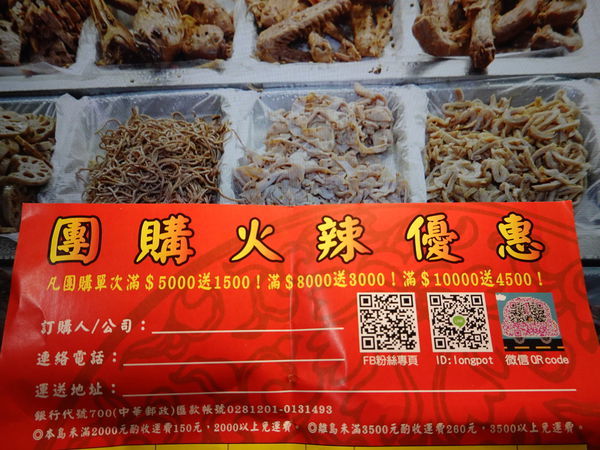 團購火辣優惠
凡團購單次滿＄5000送1500！滿＄8000送3000！滿＄10000送4500！
訂購人/公司：
連絡電話：
運送地址：
FB粉絲專頁
ID:longpot
微信QRcode
銀行代號700(中華郵政)匯款帳號0281201-0131493
◎本島未滿2000元酌收運費150元，2000以上免運費。 ◎離島未滿3500元酌收運費260元，3500以上免運費。